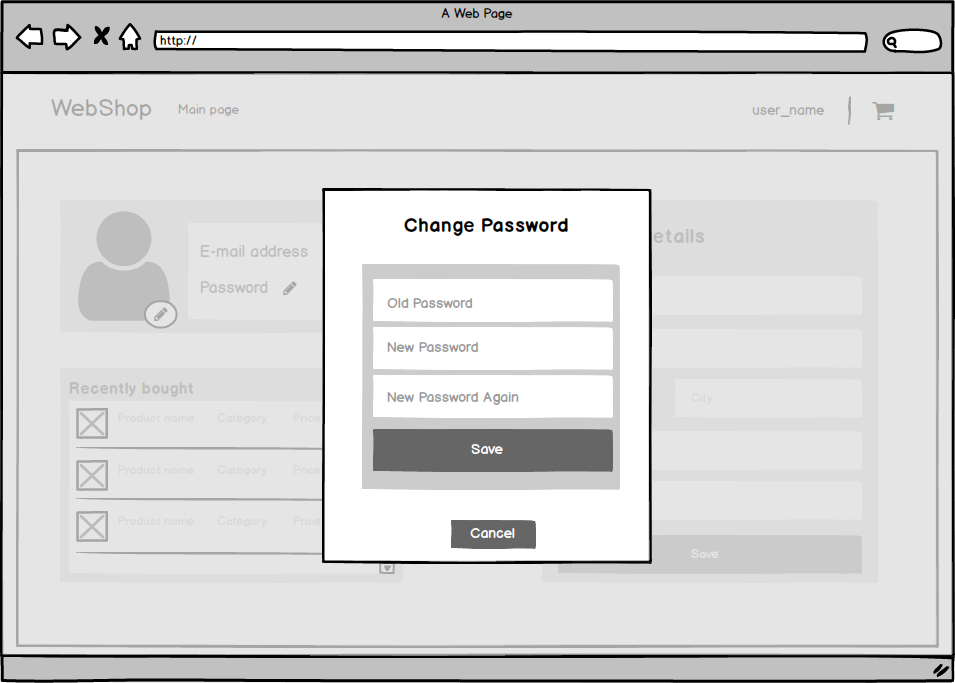 A Web Page
http://
WebShop Main page user_name
Change Password
etails
E-mail address
Password
Old Password
New Password
New Password Again
Save
Cancel
Recently bought
Product name Category Price
Product name Category Price
Product name Category Price
City
Save